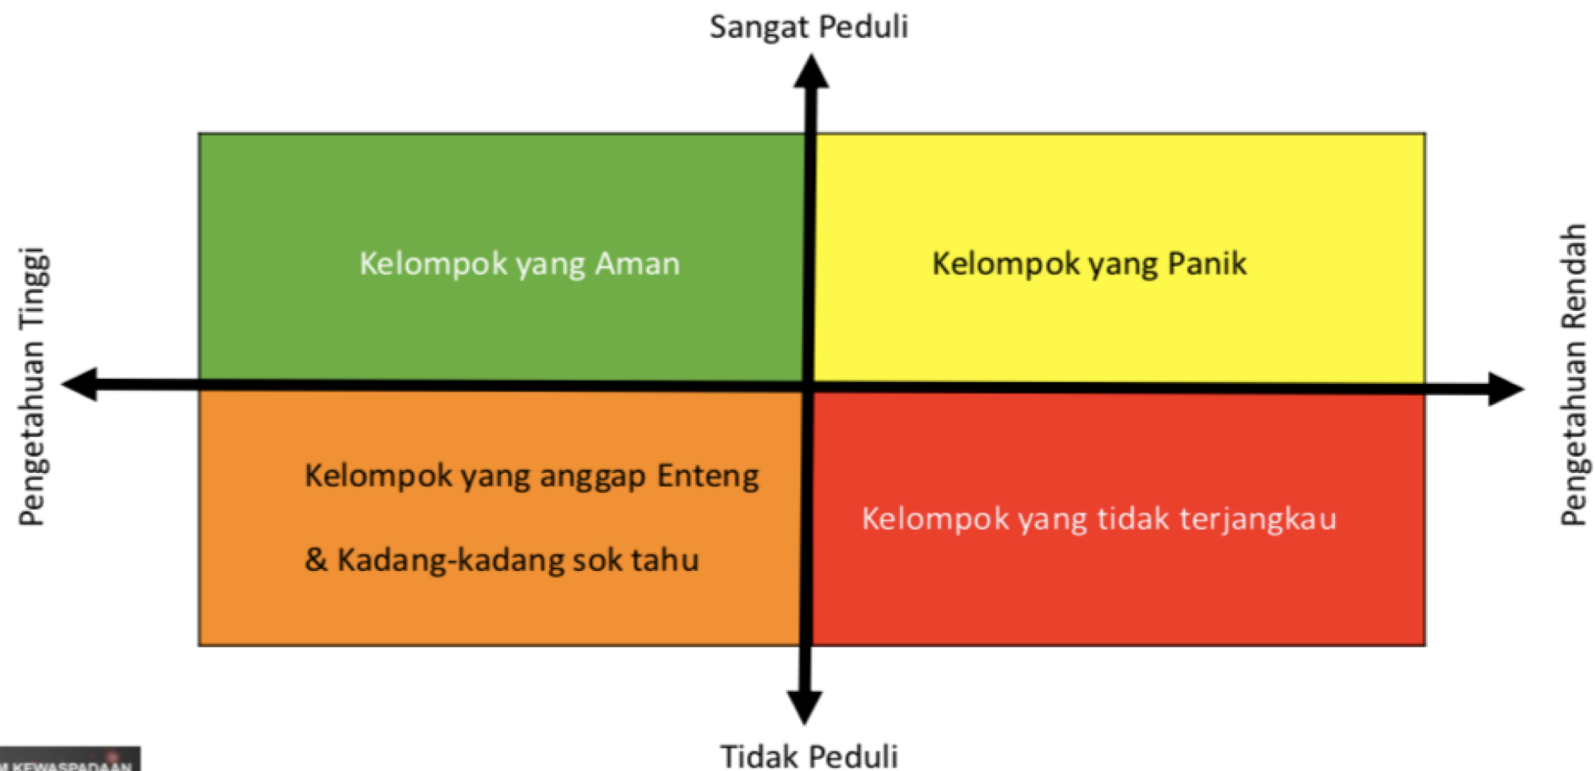 Sangat Peduli
Pengetahuan Tinggi
Kelompok yang Aman
Kelompok yang Panik
Pengetahuan Rendah
Kelompok yang anggap Enteng
& Kadang-kadang sok tahu
Kelompok yang tidak terjangkau
Tidak Peduli
KEWASPADAAN